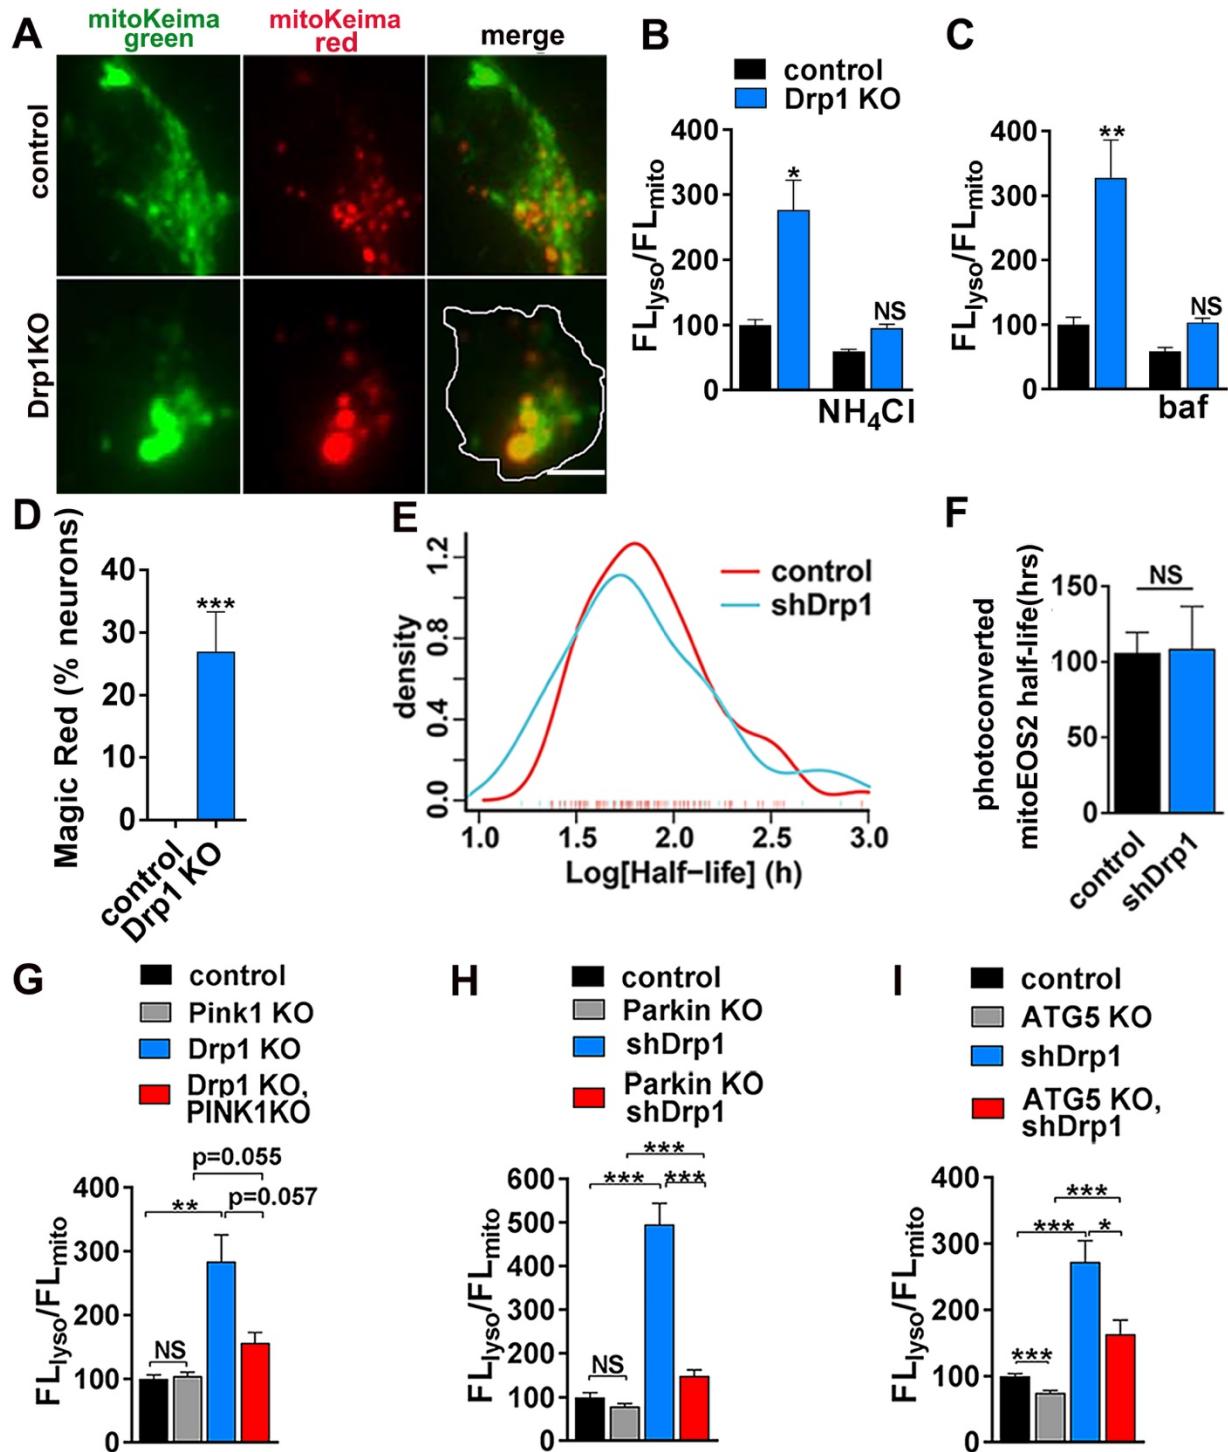 A
mitoKeima
green
mitoKeima
red
merge
control
Drp1KO
B
control
Drp1 KO
FLlyso/FLmito
400
300
200
100
0
*
NS
NH4Cl
C
FLlyso/FLmito
400
300
200
100
0
**
NS
baf
D
Magic Red (% neurons)
40
30
20
10
0
***
control
Drp1 KO
E
density
1.2
0.8
0.4
0.0
control
shDrp1
1.0 1.5 2.0 2.5 3.0
Log[Half−life] (h)
F
photoconverted
mitoEOS2 half-life(hrs)
150
100
50
0
NS
control
shDrp1
G
control
Pink1 KO
Drp1 KO
Drp1 KO,
PINK1KO
FLlyso/FLmito
400
300
200
100
0
p=0.055
** p=0.057
NS
H
control
Parkin KO
shDrp1
Parkin KO
shDrp1
FLlyso/FLmito
600
500
400
300
200
100
0
***
*** ***
NS
I
control
ATG5 KO
shDrp1
ATG5 KO,
shDrp1
FLlyso/FLmito
400
300
200
100
0
***
*** *
***